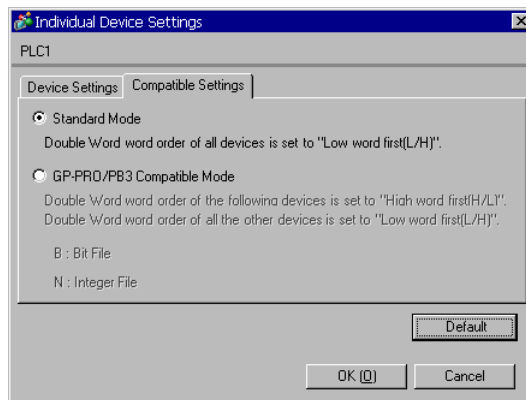 Individual Device Settings
PLC1
Device Settings Compatible Settings
Standard Mode
Double Word word order of all devices is set to "Low word first(L/H)".
GP-PRO/PB3 Compatible Mode
Double Word word order of the following devices is set to "High word first(H/L)".
Double Word word order of all the other devices is set to "Low word first(L/H)".
B : Bit File
N : Integer File
Default
OK (O) Cancel